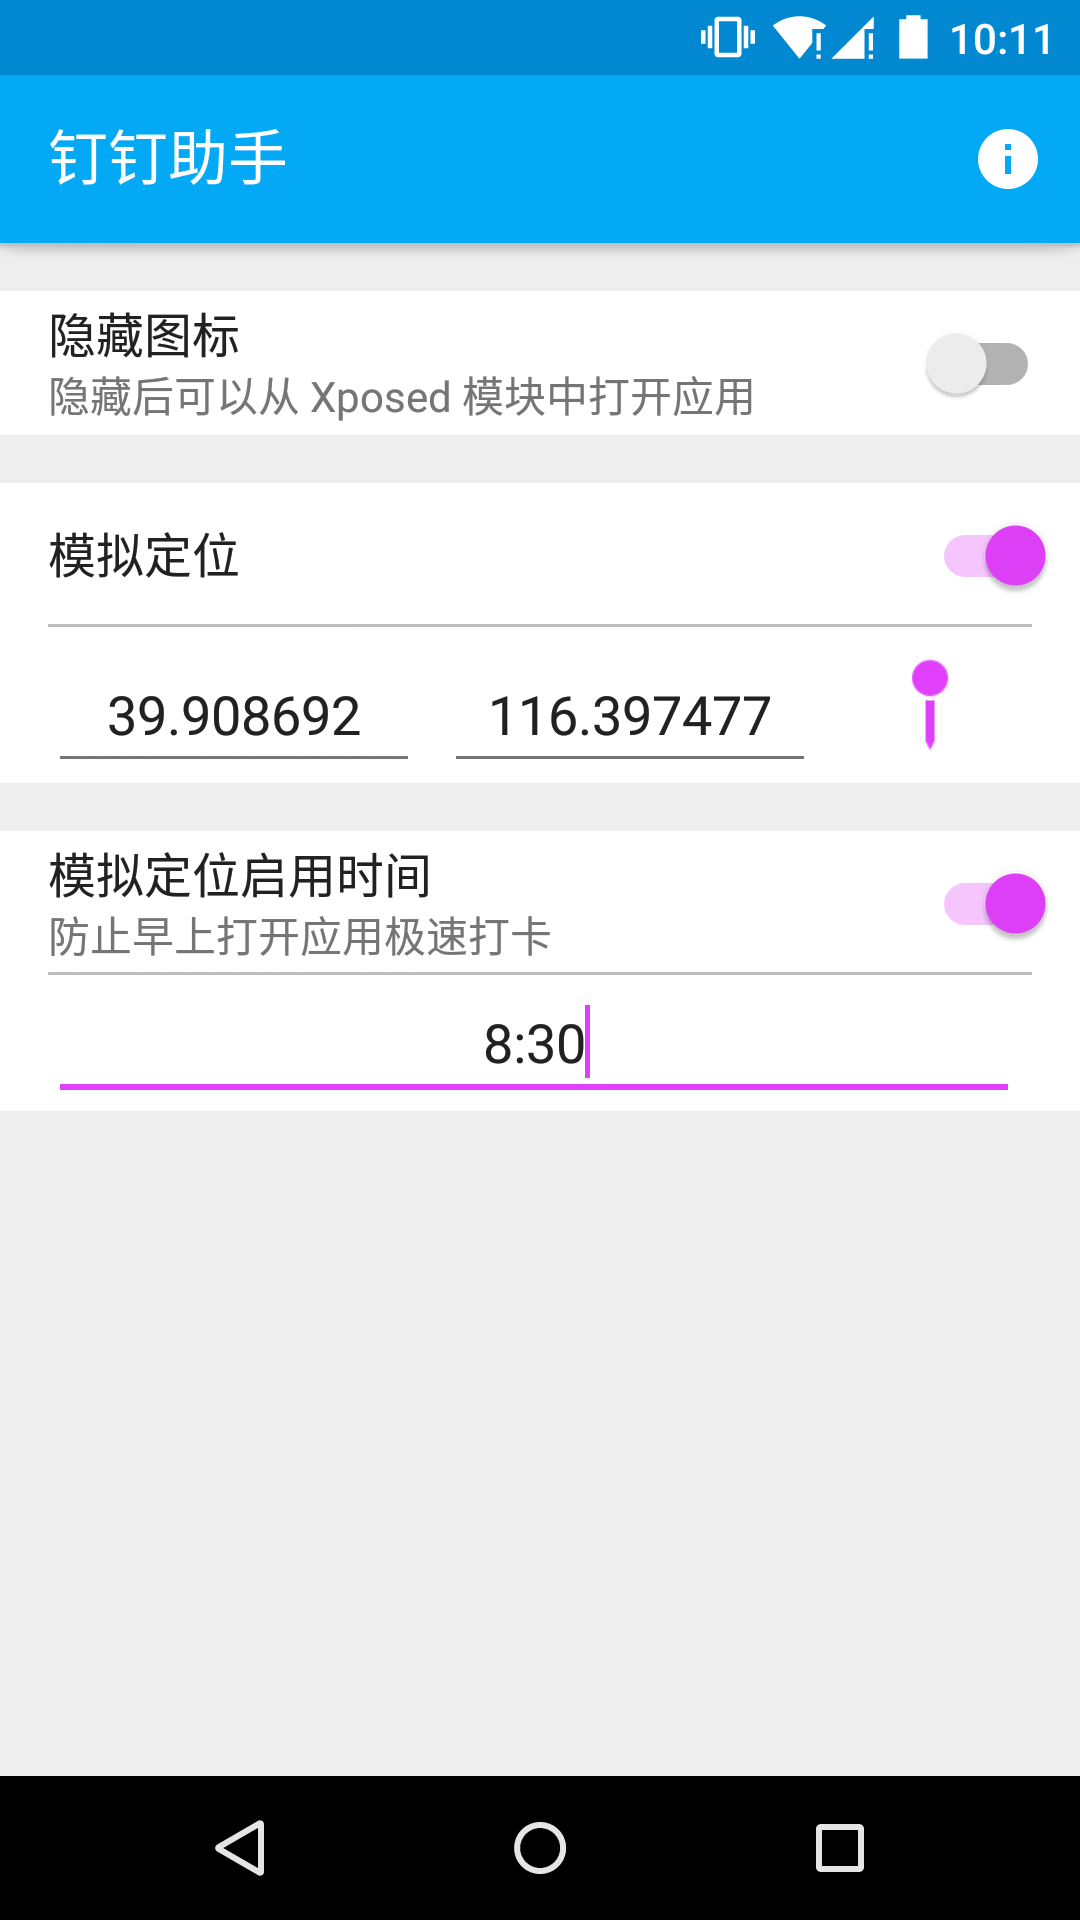 10:11
钉钉助手
隐藏图标
隐藏后可以从 Xposed 模块中打开应用
模拟定位
39.908692 116.397477
模拟定位启用时间
防止早上打开应用极速打卡
8:30